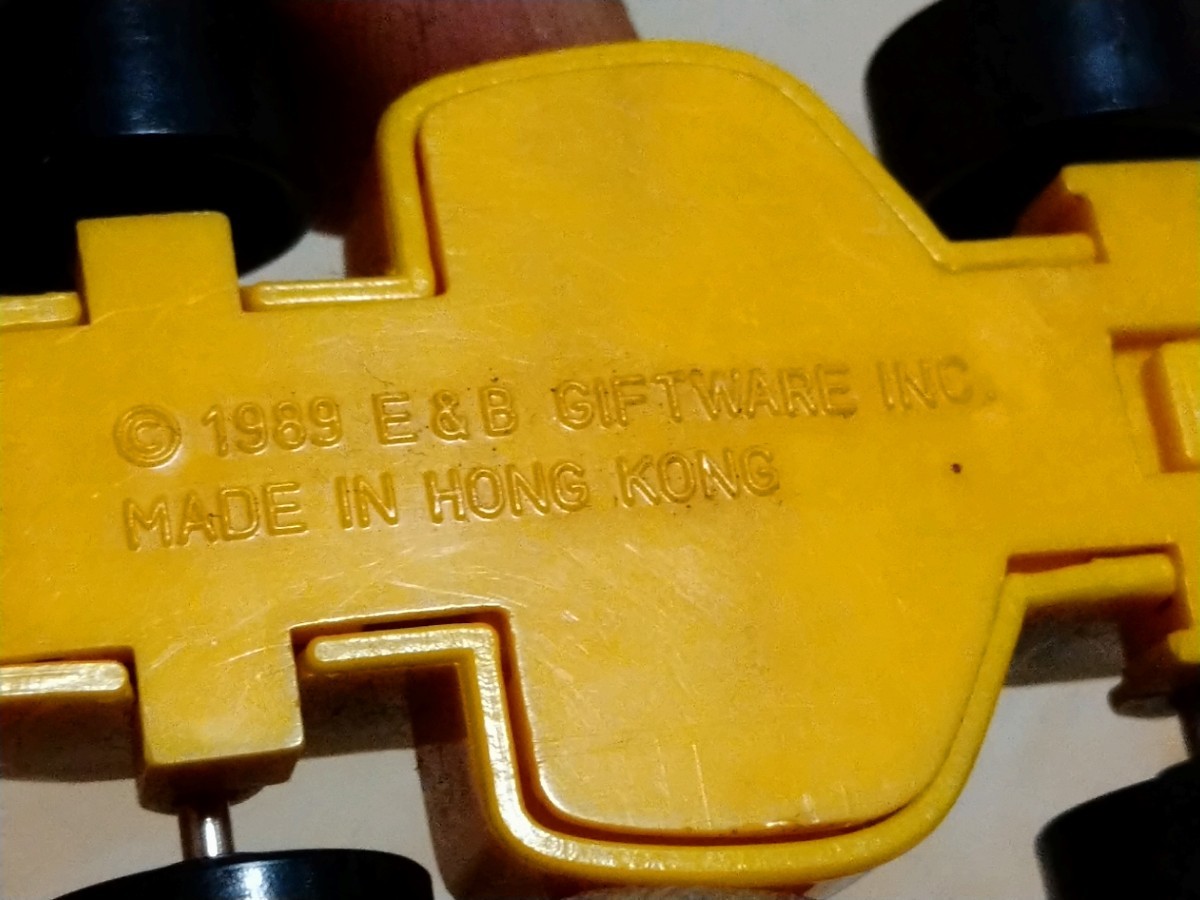 © 1989 E & B GIFTWARE INC.
MADE IN HONG KONG